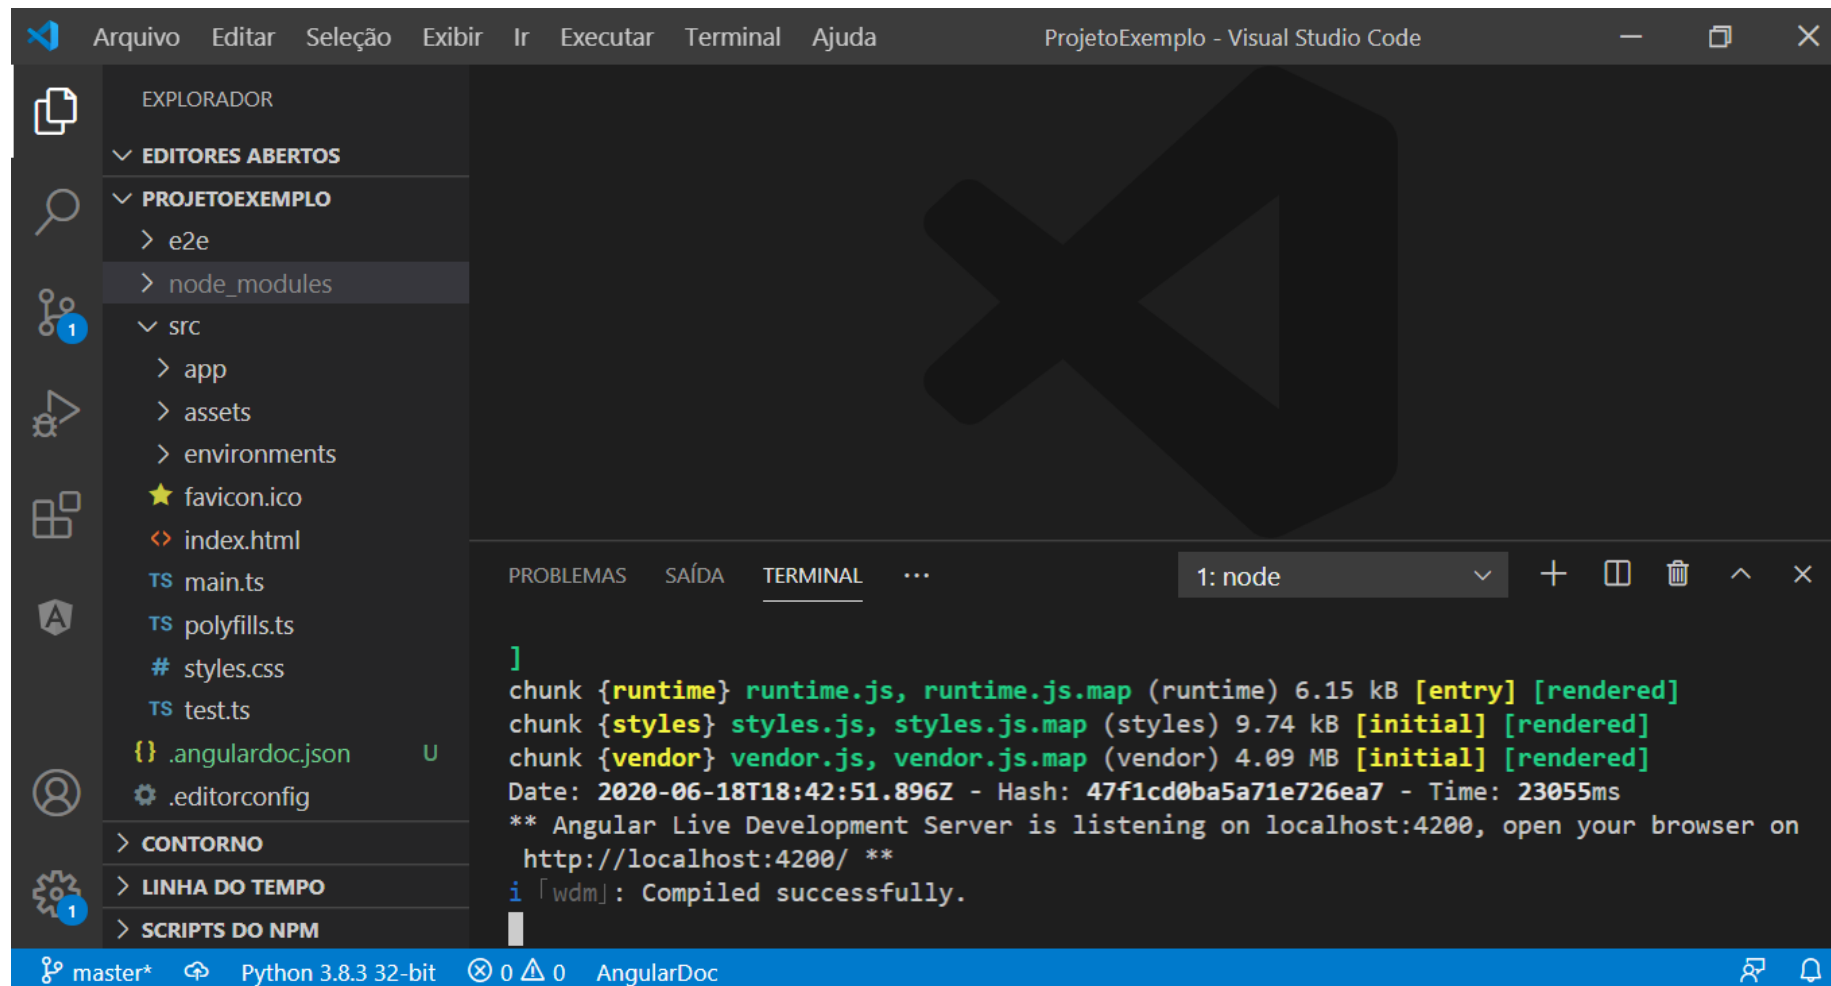 Arquivo Editar Seleção Exibir Ir Executar Terminal Ajuda ProjetoExemplo - Visual Studio Code
EXPLORADOR
EDITORES ABERTOS
PROJETOEXEMPLO
e2e
node_modules
src
app
assets
environments
favicon.ico
<> index.html
TS main.ts
TS polyfills.ts
# styles.css
TS test.ts
{} .angulardoc.json U
.editorconfig
CONTORNO
LINHA DO TEMPO
SCRIPTS DO NPM
1
1
PROBLEMAS SAÍDA TERMINAL ... 1: node
]
chunk {runtime} runtime.js, runtime.js.map (runtime) 6.15 kB [entry] [rendered]
chunk {styles} styles.js, styles.js.map (styles) 9.74 kB [initial] [rendered]
chunk {vendor} vendor.js, vendor.js.map (vendor) 4.09 MB [initial] [rendered]
Date: 2020-06-18T18:42:51.896Z - Hash: 47f1cd0ba5a71e726ea7 - Time: 23055ms
** Angular Live Development Server is listening on localhost:4200, open your browser on
http://localhost:4200/ **
i ｢wdm｣: Compiled successfully.
master* Python 3.8.3 32-bit 0 0 AngularDoc